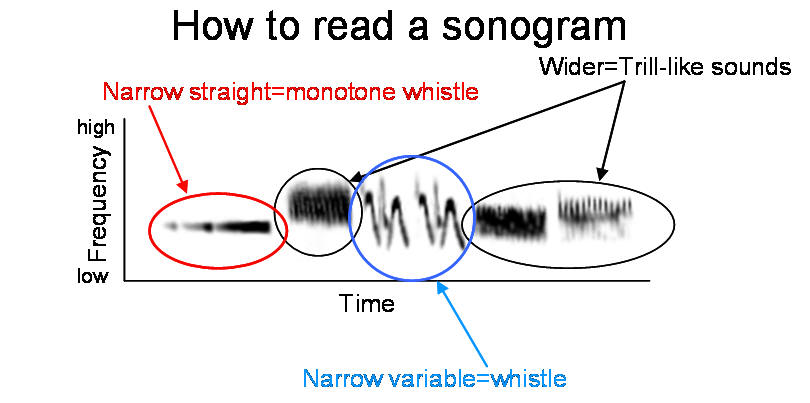 How to read a sonogram
Wider=Trill-like sounds
Narrow straight=monotone whistle
high
Frequency
low
Time
Narrow variable=whistle